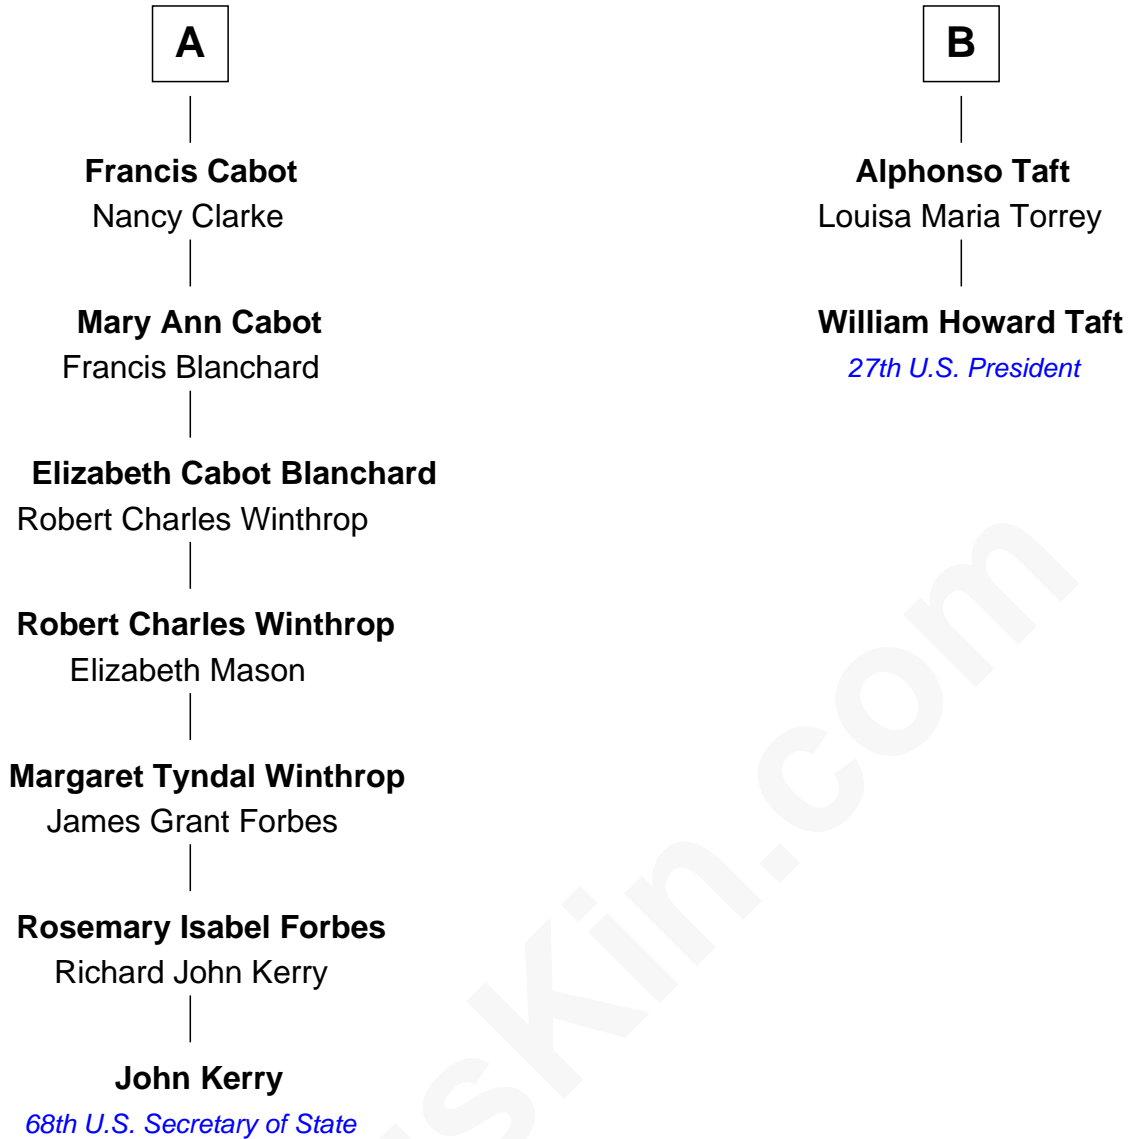 A
Francis Cabot
Nancy Clarke
Mary Ann Cabot
Francis Blanchard
Elizabeth Cabot Blanchard
Robert Charles Winthrop
Robert Charles Winthrop
Elizabeth Mason
Margaret Tyndal Winthrop
James Grant Forbes
Rosemary Isabel Forbes
Richard John Kerry
John Kerry
68th U.S. Secretary of State
B
Alphonso Taft
Louisa Maria Torrey
William Howard Taft
27th U.S. President
sKin.com